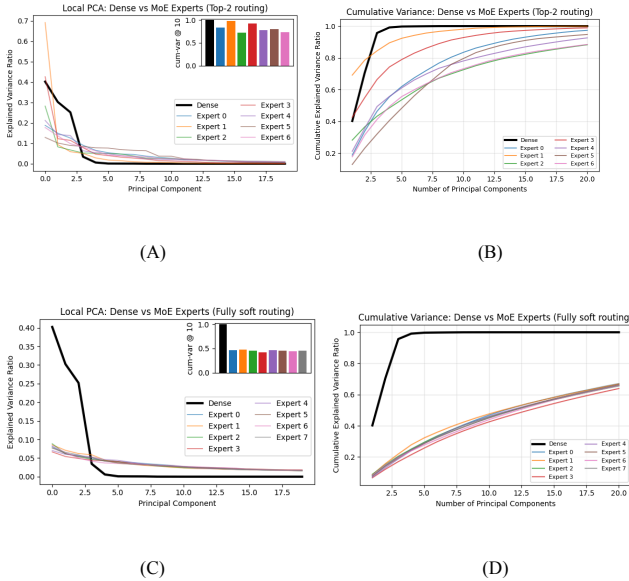 Local PCA: Dense vs MoE Experts (Top-2 routing)
Explained Variance Ratio
0.7
0.6
0.5
0.4
0.3
0.2
0.1
0.0
cum-var @ 10
1.0
0.5
0.0
Dense
Expert 0
Expert 1
Expert 2
Expert 3
Expert 4
Expert 5
Expert 6
0.0 2.5 5.0 7.5 10.0 12.5 15.0 17.5
Principal Component
(A)
Cumulative Variance: Dense vs MoE Experts (Top-2 routing)
Cumulative Explained Variance Ratio
1.0
0.8
0.6
0.4
0.2
Dense
Expert 0
Expert 1
Expert 2
Expert 3
Expert 4
Expert 5
Expert 6
2.5 5.0 7.5 10.0 12.5 15.0 17.5 20.0
Number of Principal Components
(B)
Local PCA: Dense vs MoE Experts (Fully soft routing)
Explained Variance Ratio
0.40
0.35
0.30
0.25
0.20
0.15
0.10
0.05
0.00
cum-var @ 10
1.0
0.5
0.0
Dense
Expert 0
Expert 1
Expert 2
Expert 3
Expert 4
Expert 5
Expert 6
Expert 7
0.0 2.5 5.0 7.5 10.0 12.5 15.0 17.5
Principal Component
(C)
Cumulative Variance: Dense vs MoE Experts (Fully soft routing
Cumulative Explained Variance Ratio
1.0
0.8
0.6
0.4
0.2
Dense
Expert 0
Expert 1
Expert 2
Expert 3
Expert 4
Expert 5
Expert 6
Expert 7
2.5 5.0 7.5 10.0 12.5 15.0 17.5 20.0
Number of Principal Components
(D)